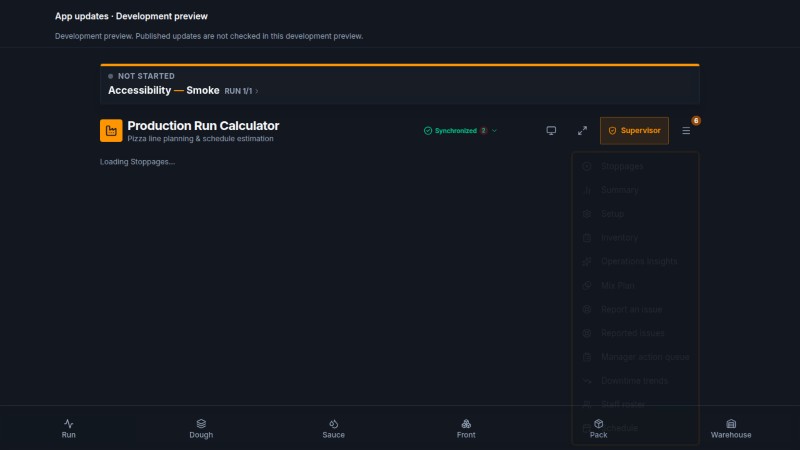 App updates · Development preview
Development preview. Published updates are not checked in this development preview.
NOT STARTED
Accessibility — Smoke RUN 1/1 ›
Production Run Calculator
Pizza line planning & schedule estimation
Synchronized 2
Supervisor
6
Loading Stoppages...
Stoppages
Summary
Setup
Inventory
Operations Insights
Mix Plan
Report an issue
Reported issues
Manager action queue
Downtime trends
Staff roster
Schedule
Run
Dough
Sauce
Front
Pack
Warehouse